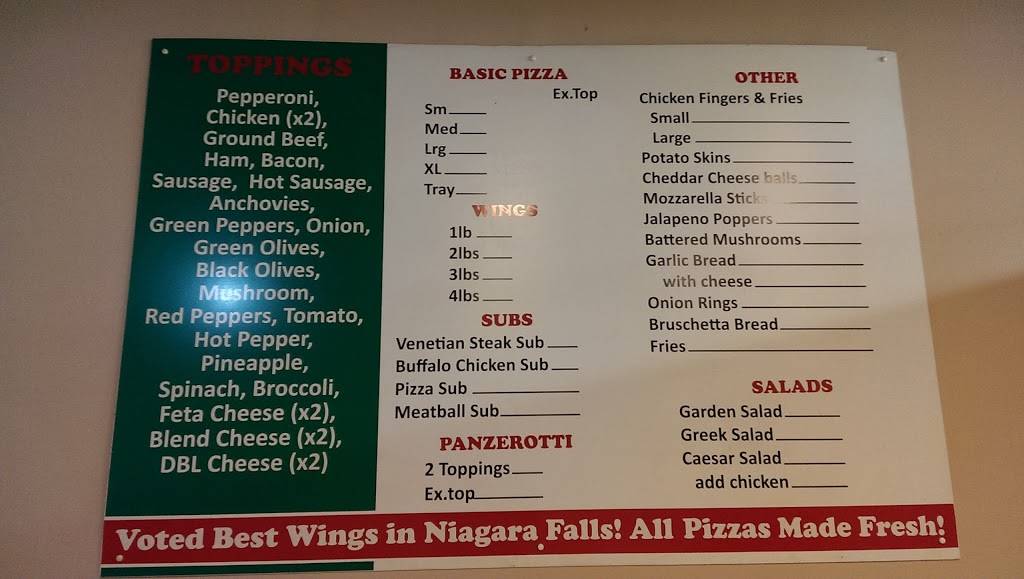 TOPPINGS
Pepperoni,
Chicken (x2),
Ground Beef,
Ham, Bacon,
Sausage, Hot Sausage,
Anchovies,
Green Peppers, Onion,
Green Olives,
Black Olives,
Mushroom,
Red Peppers, Tomato,
Hot Pepper,
Pineapple,
Spinach, Broccoli,
Feta Cheese (x2),
Blend Cheese (x2),
DBL Cheese (x2)
BASIC PIZZA
Ex.Top
Sm
Med
Lrg
XL
Tray
WINGS
1lb
2lbs
3lbs
4lbs
SUBS
Venetian Steak Sub
Buffalo Chicken Sub
Pizza Sub
Meatball Sub
PANZEROTTI
2 Toppings
Ex.top
OTHER
Chicken Fingers & Fries
Small
Large
Potato Skins
Cheddar Cheese balls
Mozzarella Sticks
Jalapeno Poppers
Battered Mushrooms
Garlic Bread
with cheese
Onion Rings
Bruschetta Bread
Fries
SALADS
Garden Salad
Greek Salad
Caesar Salad
add chicken
Voted Best Wings in Niagara Falls! All Pizzas Made Fresh!